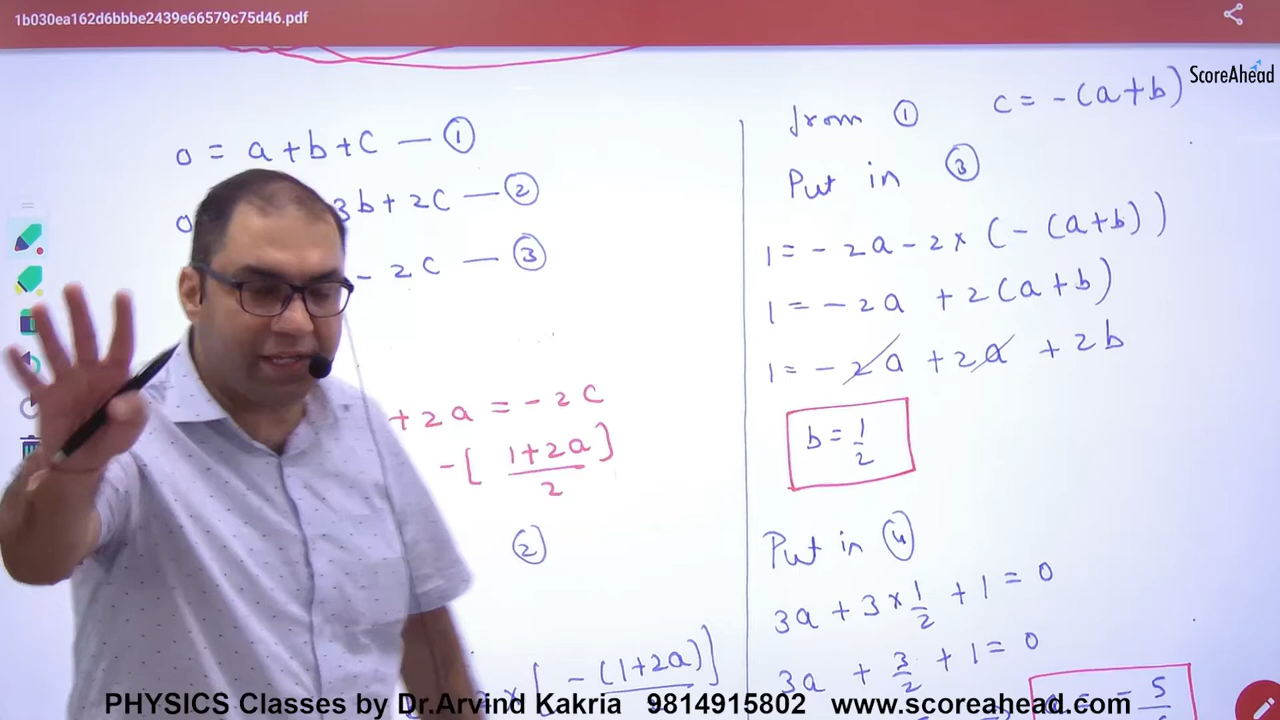 1b030ea162d6bbbe2439e66579c75d46.pdf
ScoreAhead
0 = a+b+c — ①
0 3b+2c — ②
- 2c — ③
+2a = -2c
-[ (1+2a)/2 ]
②
×[ -(1+2a)]
from ① c = -(a+b)
Put in ③
1 = -2a - 2×(-(a+b))
1 = -2a + 2(a+b)
1 = -2a + 2a + 2b
b = 1/2
Put in ④
3a + 3×1/2 + 1 = 0
3a + 3/2 + 1 = 0
a = - 5
PHYSICS Classes by Dr.Arvind Kakria 9814915802 www.scoreahead.com